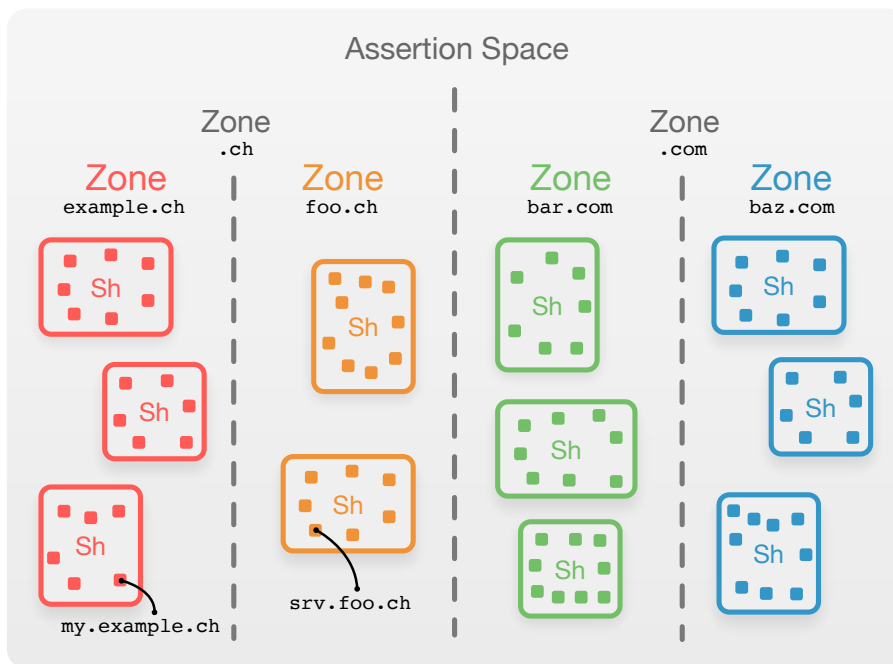 Assertion Space
Zone
.ch
Zone
.com
Zone
example.ch
Zone
foo.ch
Zone
bar.com
Zone
baz.com
Sh
Sh
Sh
Sh
Sh
Sh
Sh
Sh
Sh
Sh
Sh
my.example.ch
srv.foo.ch